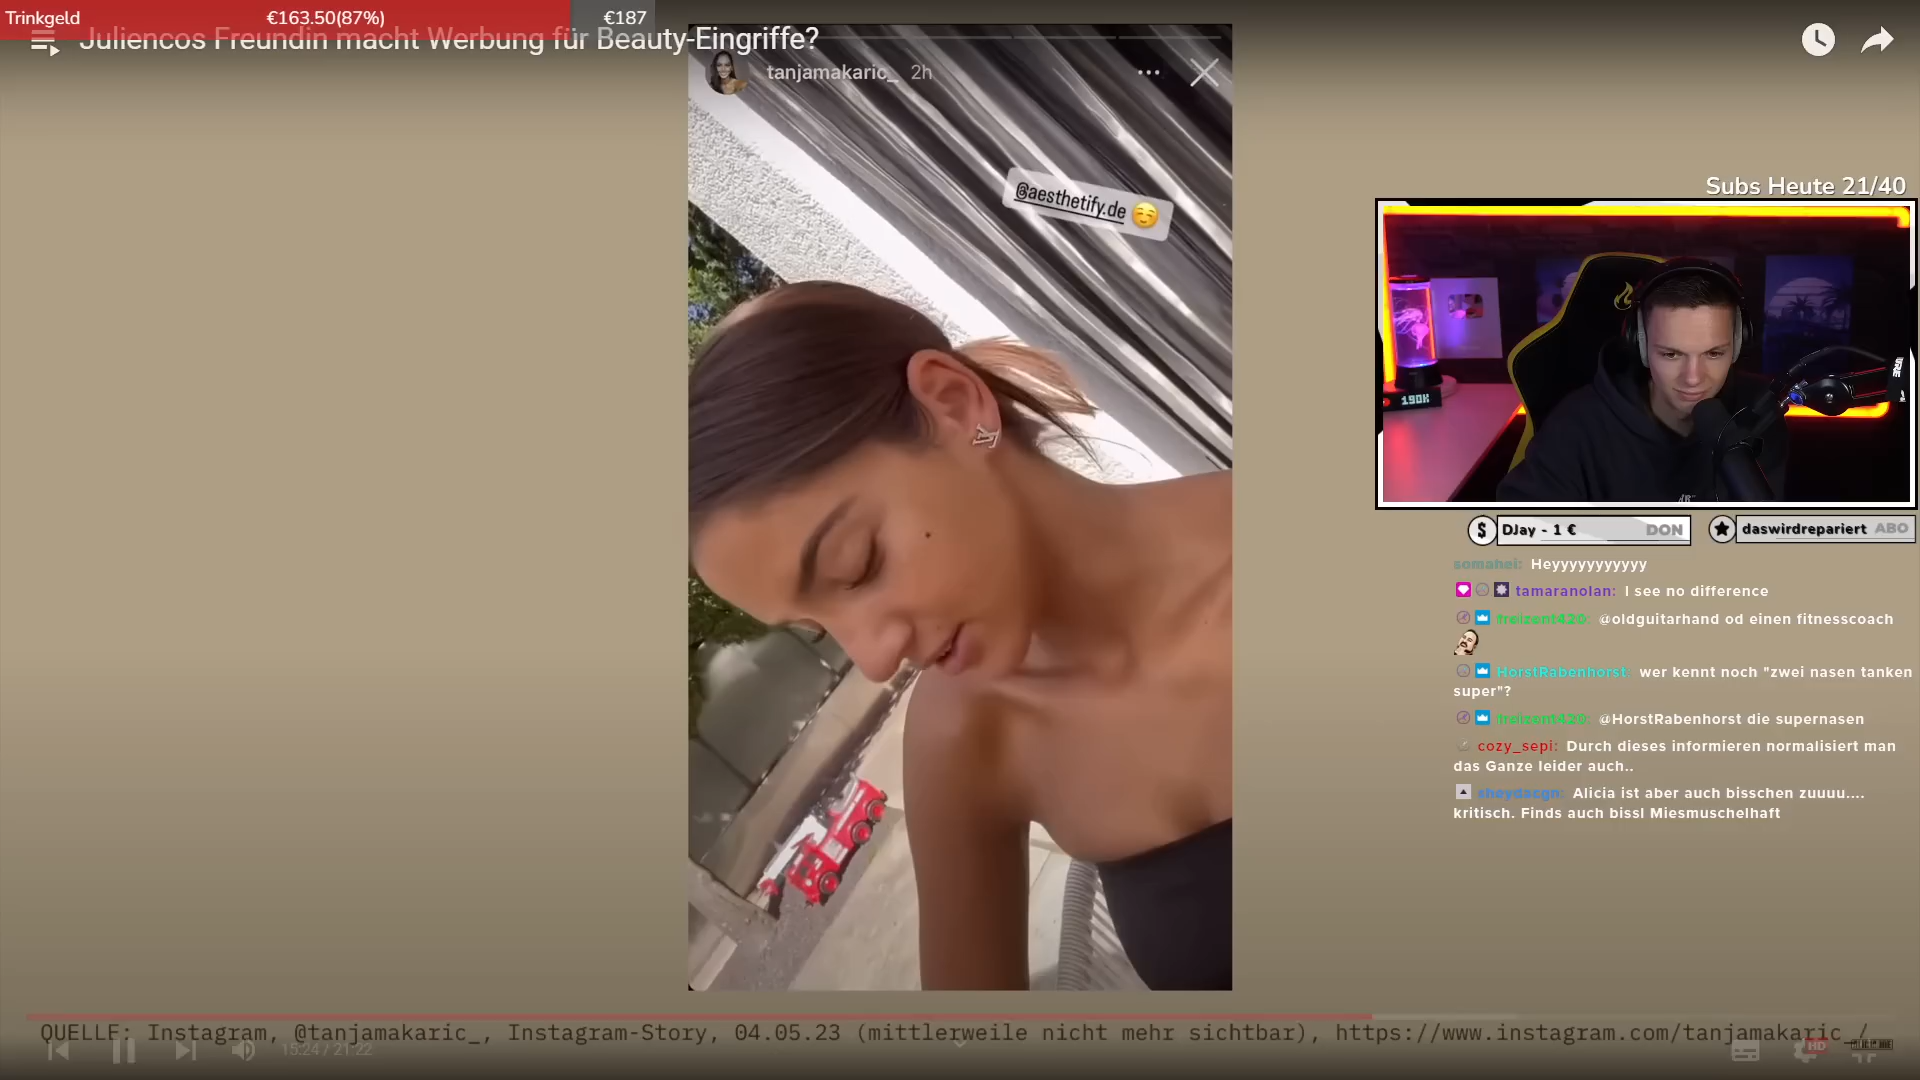 Trinkgeld €163.50(87%) €187
Juliencos Freundin macht Werbung für Beauty-Eingriffe?
tanjamakaric_ 2h
@aesthetify.de
Subs Heute 21/40
190K
DJay - 1 € DON
daswirdrepariert ABO
somahei: Heyyyyyyyyyyy
tamaranolan: I see no difference
@oldguitarhand od einen fitnesscoach
HorstRabenhorst: wer kennt noch "zwei nasen tanken
super"?
@HorstRabenhorst die supernasen
cozy_sepi: Durch dieses informieren normalisiert man
das Ganze leider auch..
Alicia ist aber auch bisschen zuuuu....
kritisch. Finds auch bissl Miesmuschelhaft
QUELLE: Instagram, @tanjamakaric_, Instagram-Story, 04.05.23 (mittlerweile nicht mehr sichtbar), https://www.instagram.com/tanjamakaric_/
15:24 / 21:22
HD